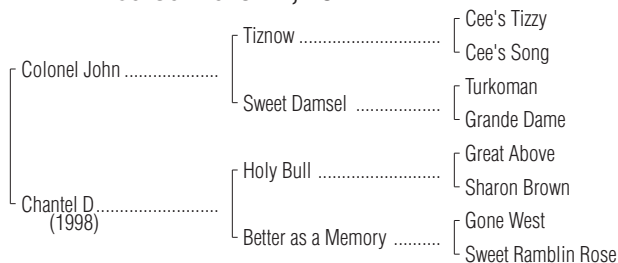 Cee's Tizzy
Tiznow
Cee's Song
Colonel John
Turkoman
Sweet Damsel
Grande Dame
Great Above
Holy Bull
Sharon Brown
Chantel D
(1998)
Gone West
Better as a Memory
Sweet Ramblin Rose